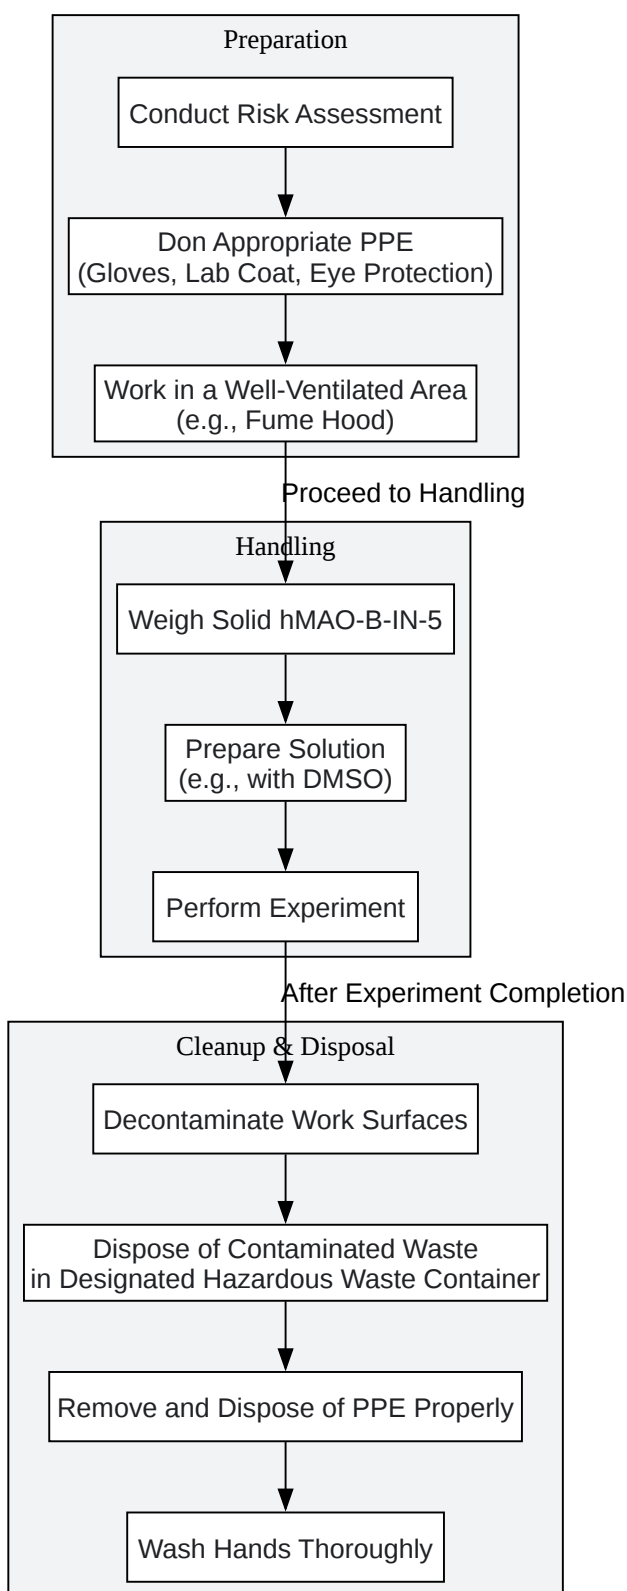 Preparation
Conduct Risk Assessment
Don Appropriate PPE
(Gloves, Lab Coat, Eye Protection)
Work in a Well-Ventilated Area
(e.g., Fume Hood)
Proceed to Handling
Handling
Weigh Solid hMAO-B-IN-5
Prepare Solution
(e.g., with DMSO)
Perform Experiment
After Experiment Completion
Cleanup & Disposal
Decontaminate Work Surfaces
Dispose of Contaminated Waste
in Designated Hazardous Waste Container
Remove and Dispose of PPE Properly
Wash Hands Thoroughly